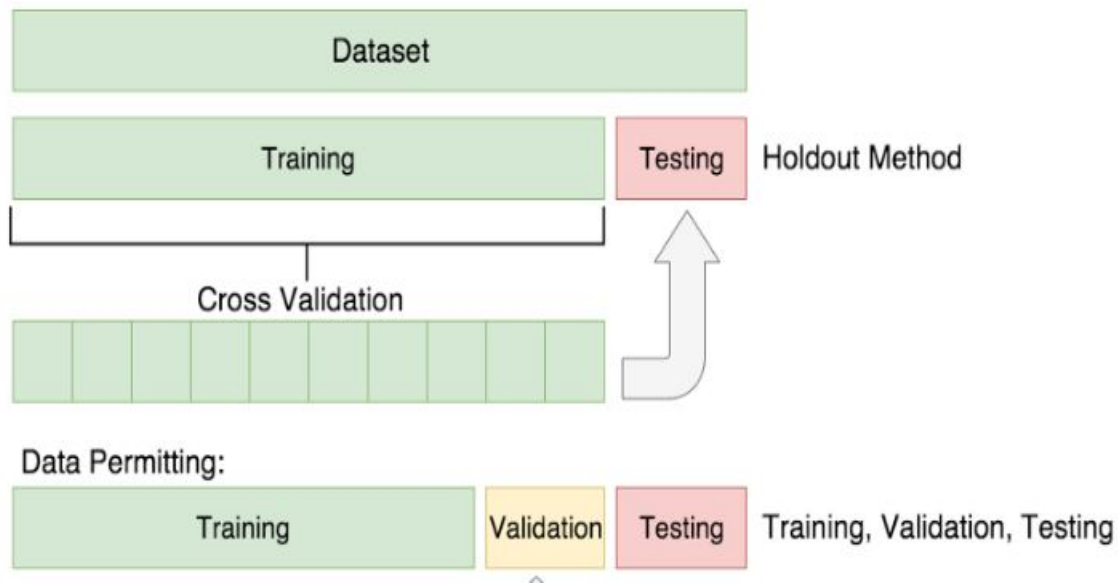 Dataset
Training Testing Holdout Method
Cross Validation
Data Permitting:
Training Validation Testing Training, Validation, Testing